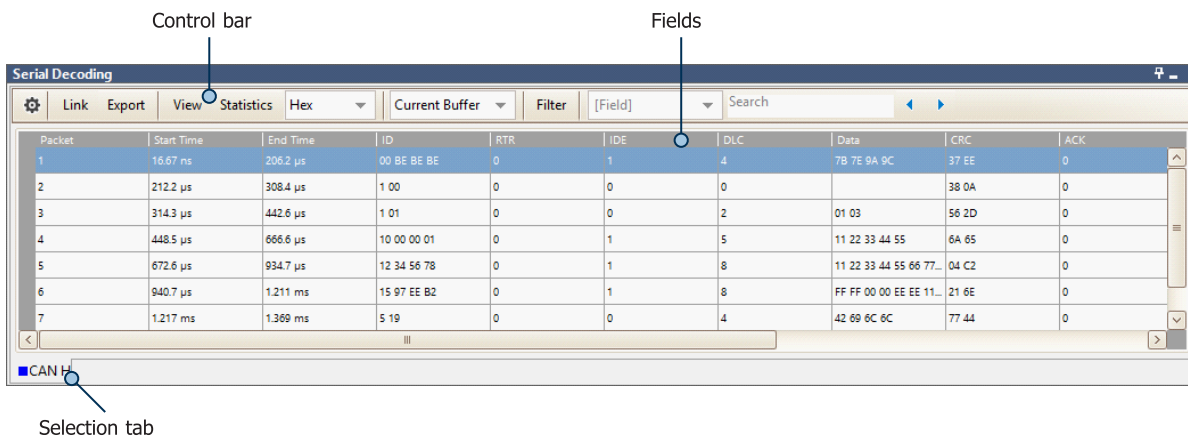 Control bar Fields
Serial Decoding
Link Export View Statistics Hex Current Buffer Filter [Field] Search
Packet Start Time End Time ID RTR IDE DLC Data CRC ACK
1 16.67 ns 206.2 µs 00 BE BE BE 0 1 4 7B 7E 9A 9C 37 EE 0
2 212.2 µs 308.4 µs 1 00 0 0 0 38 0A 0
3 314.3 µs 442.6 µs 1 01 0 0 2 01 03 56 2D 0
4 448.5 µs 666.6 µs 10 00 00 01 0 1 5 11 22 33 44 55 6A 65 0
5 672.6 µs 934.7 µs 12 34 56 78 0 1 8 11 22 33 44 55 66 77... 04 C2 0
6 940.7 µs 1.211 ms 15 97 EE B2 0 1 8 FF FF 00 00 EE EE 11... 21 6E 0
7 1.217 ms 1.369 ms 5 19 0 0 4 42 69 6C 6C 77 44 0
CAN H
Selection tab